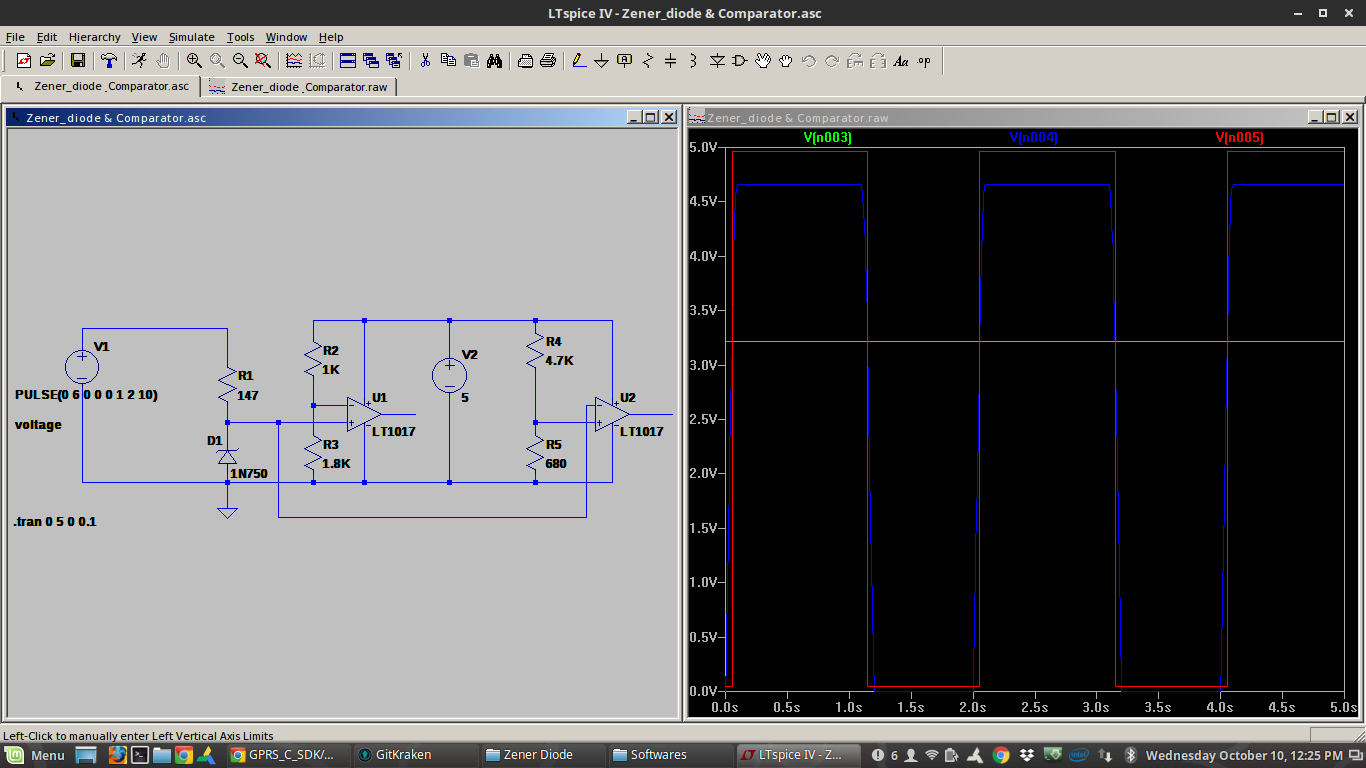 LTspice IV - Zener_diode & Comparator.asc
File Edit Hierarchy View Simulate Tools Window Help
Aa .op
Zener_diode _Comparator.asc Zener_diode _Comparator.raw
Zener_diode & Comparator.asc
Zener_diode & Comparator.raw
V1
PULSE(0 6 0 0 0 1 2 10)
voltage
R1
147
D1
1N750
.tran 0 5 0 0.1
R2
1K
R3
1.8K
U1
LT1017
V2
5
R4
4.7K
R5
680
U2
LT1017
V(n003) V(n004) V(n005)
5.0V
4.5V
4.0V
3.5V
3.0V
2.5V
2.0V
1.5V
1.0V
0.5V
0.0V
0.0s 0.5s 1.0s 1.5s 2.0s 2.5s 3.0s 3.5s 4.0s 4.5s 5.0s
Left-Click to manually enter Left Vertical Axis Limits
Menu GPRS_C_SDK/... GitKraken Zener Diode Softwares LTspice IV - Z... 6 Wednesday October 10, 12:25 PM